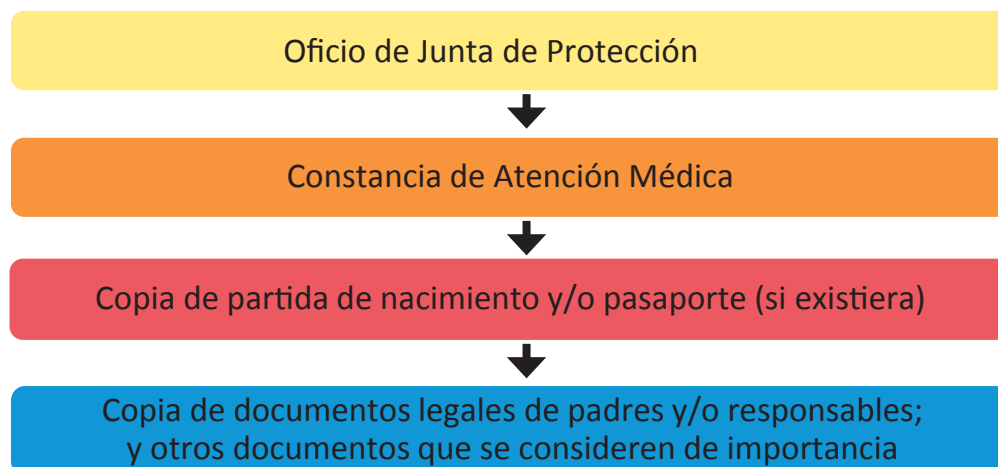 Oficio de Junta de Protección
Constancia de Atención Médica
Copia de partida de nacimiento y/o pasaporte (si existiera)
Copia de documentos legales de padres y/o responsables;
y otros documentos que se consideren de importancia